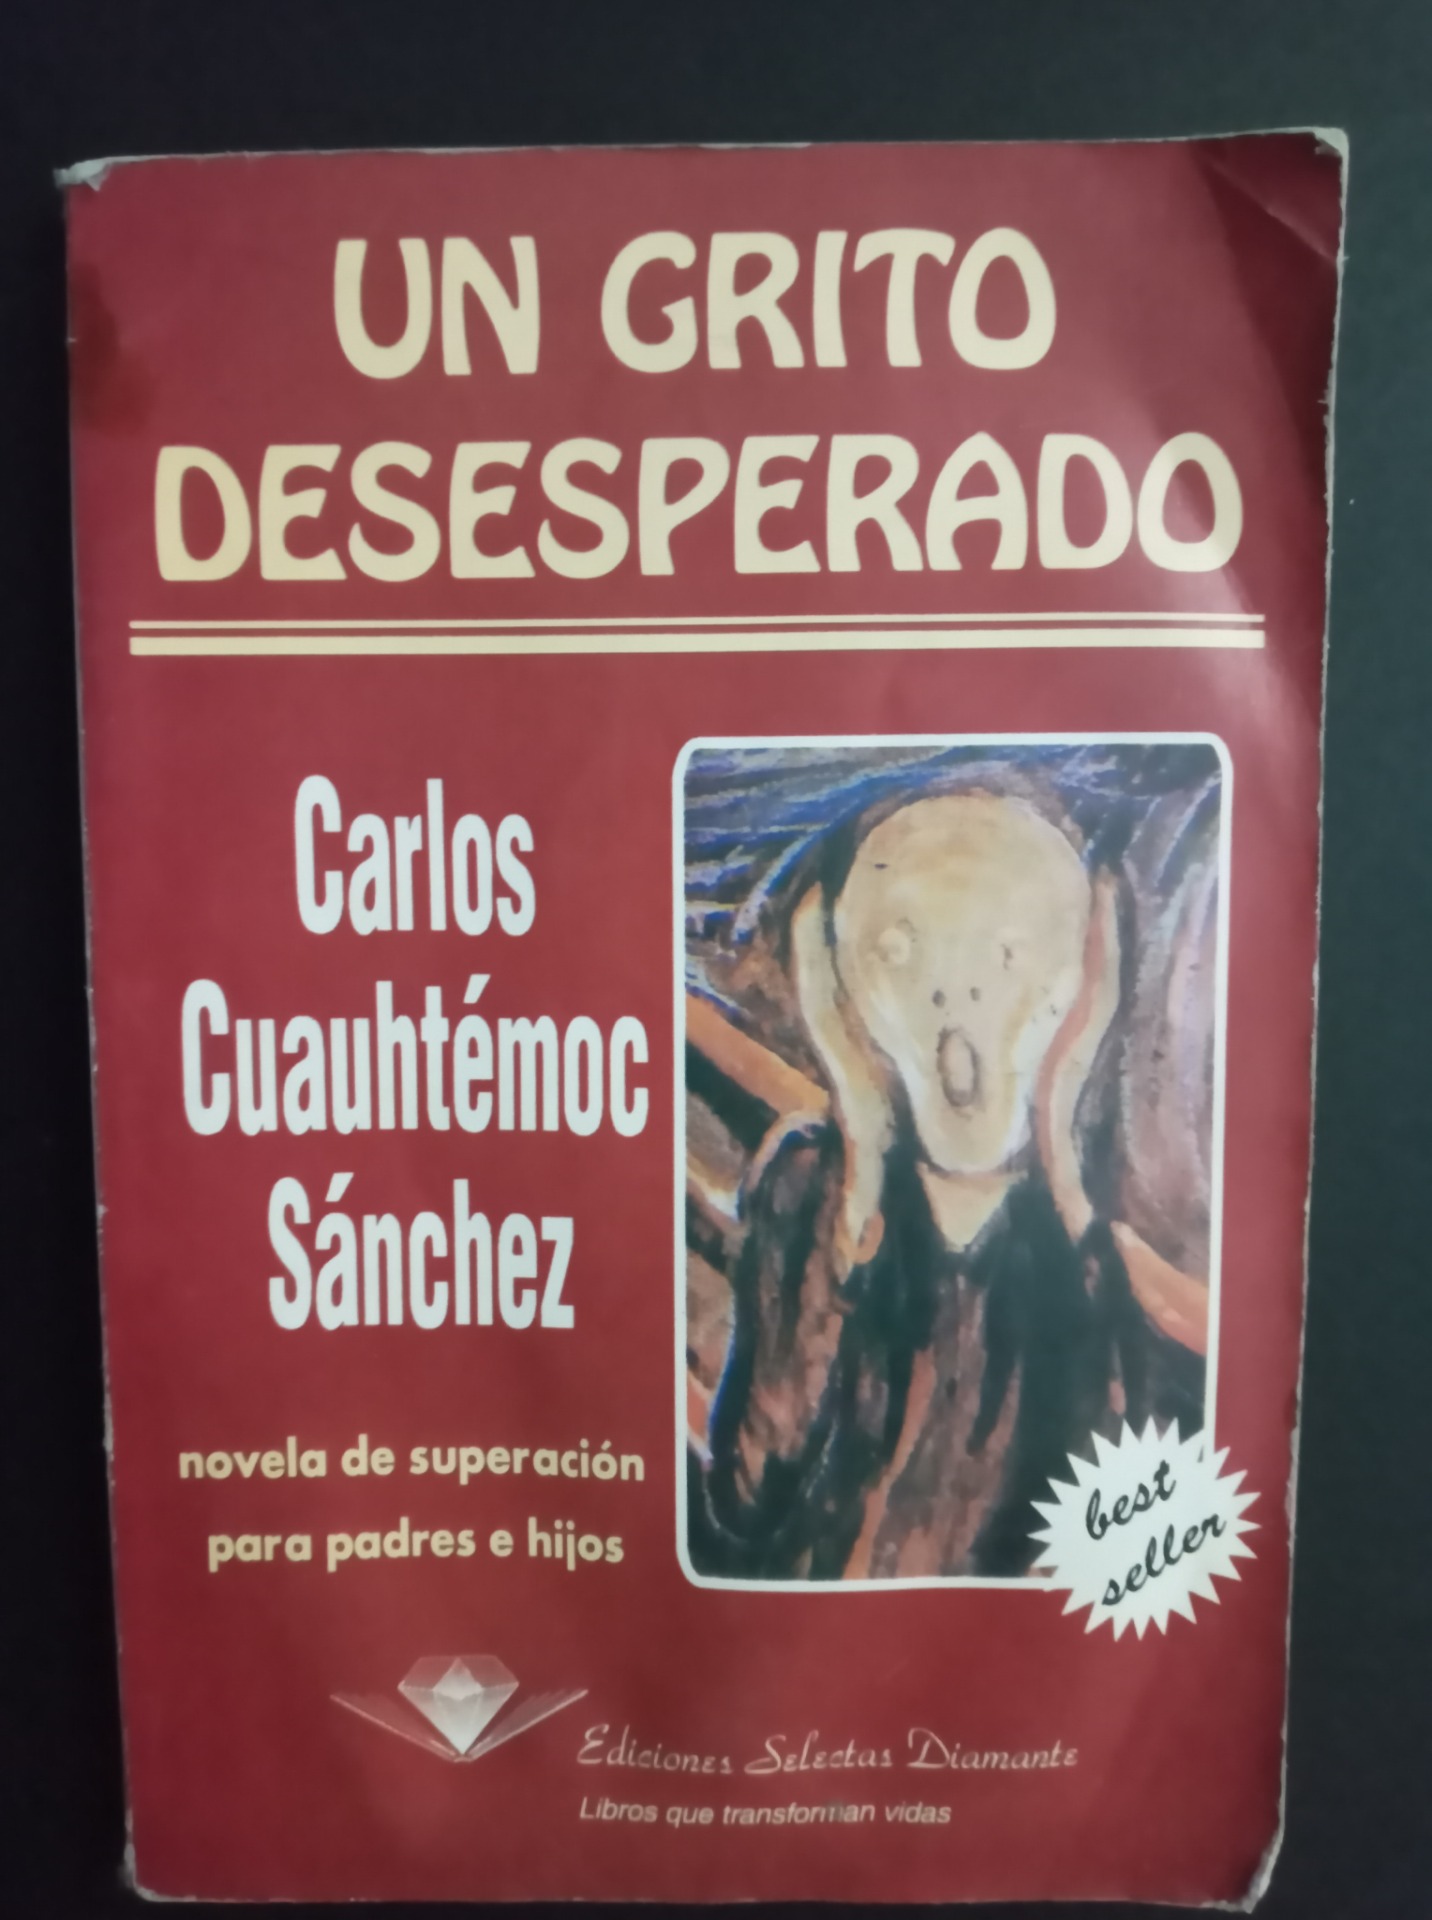 UN GRITO
DESESPERADO
Carlos
Cuauhtémoc
Sánchez
novela de superación
para padres e hijos
best
seller
Ediciones Selectas Diamante
Libros que transforman vidas